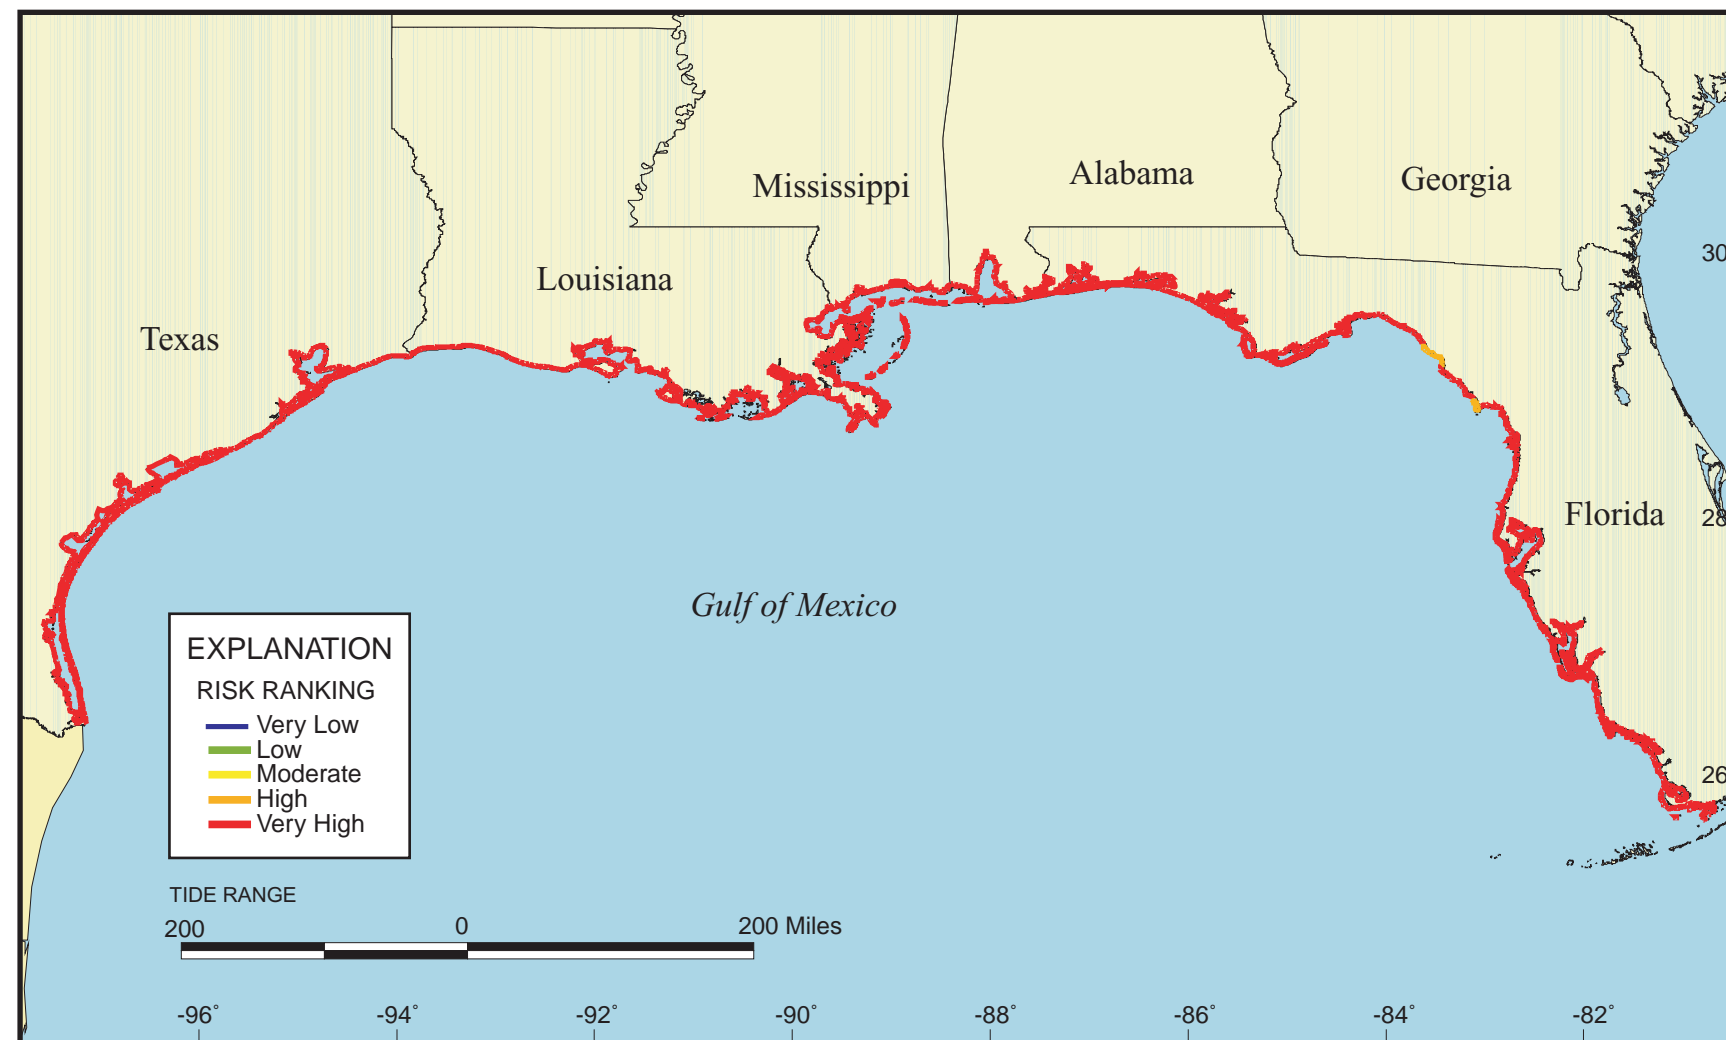 Mississippi
Alabama
Georgia
Louisiana
Texas
30
28
26
Florida
Gulf of Mexico
EXPLANATION
RISK RANKING
Very Low
Low
Moderate
High
Very High
TIDE RANGE
200 0 200 Miles
-96° -94° -92° -90° -88° -86° -84° -82°